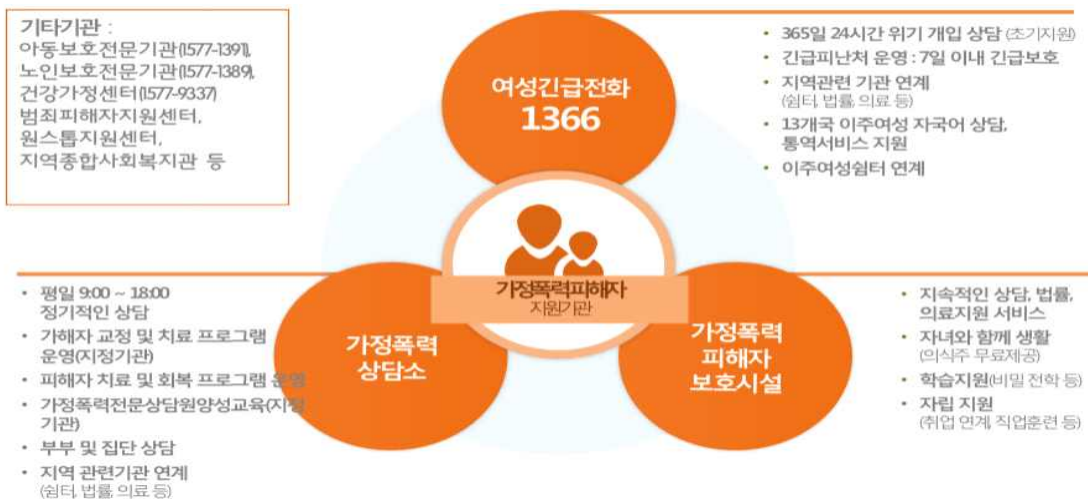 기타기관 :
아동보호전문기관(1577-1391),
노인보호전문기관(1577-1389),
건강가정센터(1577-9337)
범죄피해자지원센터,
원스톱지원센터,
지역종합사회복지관 등
여성긴급전화
1366
• 365일 24시간 위기 개입 상담 (초기지원)
• 긴급피난처 운영 : 7일 이내 긴급보호
• 지역관련 기관 연계
(쉼터, 법률 의료 등)
• 13개국 이주여성 자국어 상담,
통역서비스 지원
• 이주여성쉼터 연계
가정폭력피해자
지원기관
• 평일 9:00 ~ 18:00
정기적인 상담
• 가해자 교정 및 치료 프로그램
운영(지정기관)
• 피해자 치료 및 회복 프로그램 운영
• 가정폭력전문상담원양성교육(지정
기관)
• 부부 및 집단 상담
• 지역 관련기관 연계
(쉼터, 법률, 의료 등)
가정폭력
상담소
가정폭력
피해자
보호시설
• 지속적인 상담, 법률,
의료지원 서비스
• 자녀와 함께 생활
(의식주 무료제공)
• 학습지원(비밀 전학 등)
• 자립 지원
(취업 연계, 직업훈련 등)